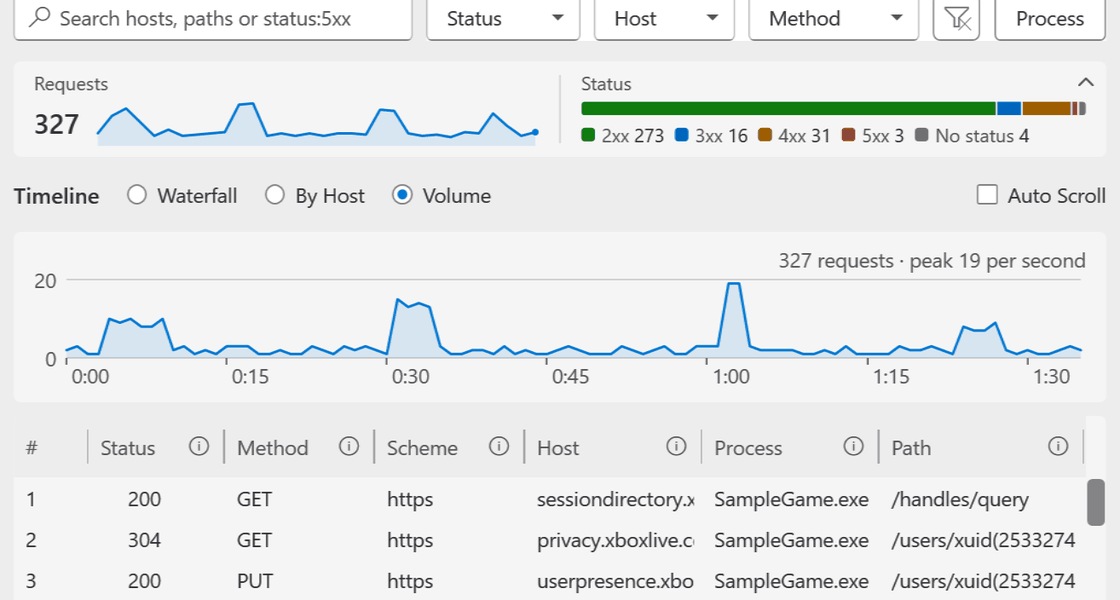 Search hosts, paths or status:5xx Status Host Method Process
Requests Status
327
2xx 273 3xx 16 4xx 31 5xx 3 No status 4
Timeline Waterfall By Host Volume Auto Scroll
327 requests · peak 19 per second
20
0
0:00 0:15 0:30 0:45 1:00 1:15 1:30
# Status Method Scheme Host Process Path
1 200 GET https sessiondirectory.x SampleGame.exe /handles/query
2 304 GET https privacy.xboxlive.c SampleGame.exe /users/xuid(2533274
3 200 PUT https userpresence.xbo SampleGame.exe /users/xuid(2533274